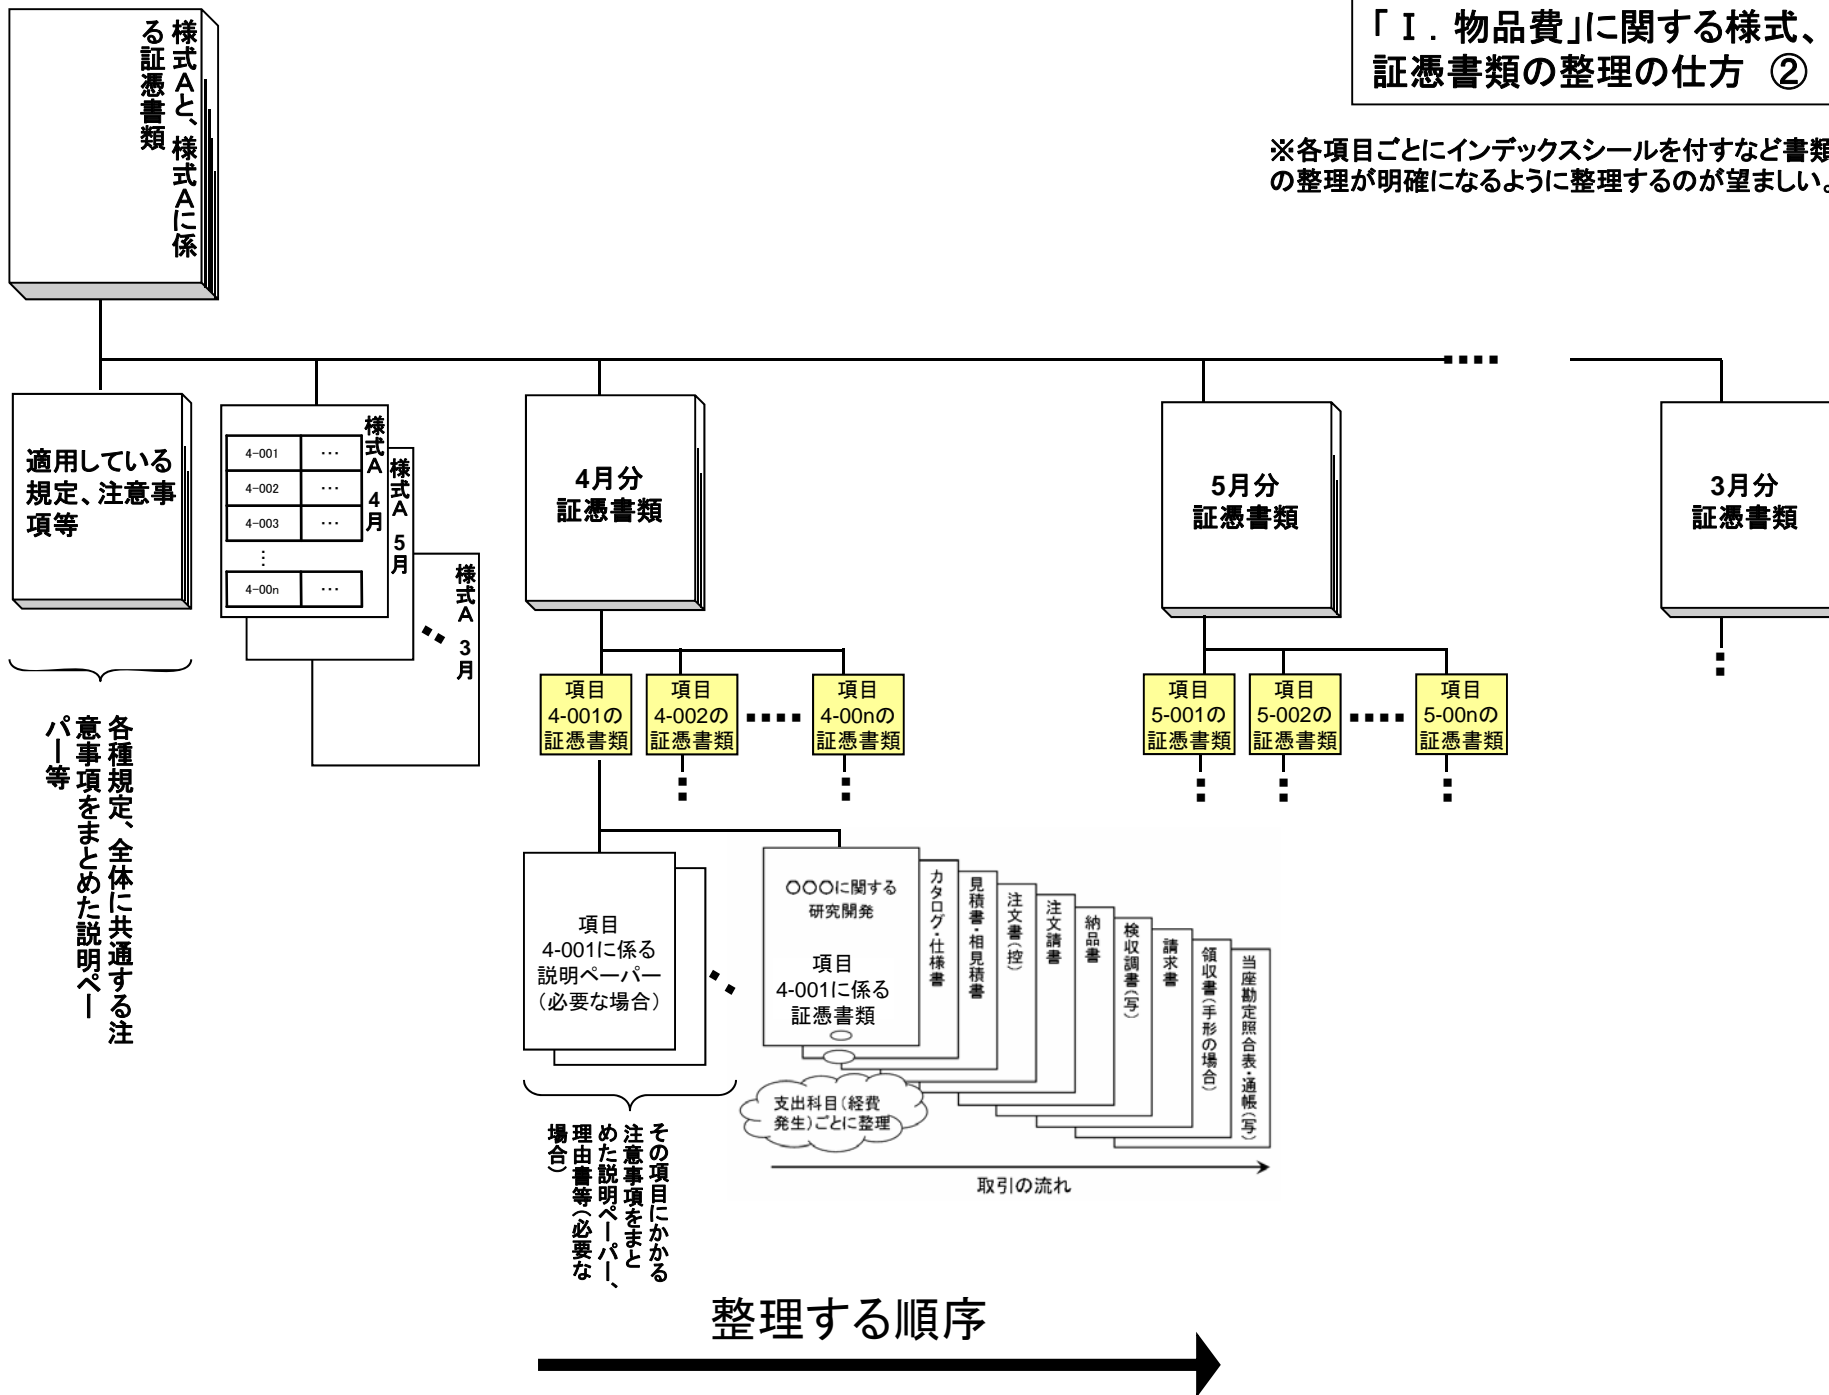 「Ⅰ．物品費」に関する様式、
証憑書類の整理の仕方 ②
※各項目ごとにインデックスシールを付すなど書類
の整理が明確になるように整理するのが望ましい。
様式Aと、様式Aに係
る証憑書類
適用している
規定、注意事
項等
様式A 4月
4-001 …
4-002 …
4-003 …
⋮
4-00n …
様式A 5月
様式A 3月
4月分
証憑書類
5月分
証憑書類
3月分
証憑書類
各種規定、全体に共通する注
意事項をまとめた説明ペー
パー等
項目
4-001の
証憑書類
項目
4-002の
証憑書類
項目
4-00nの
証憑書類
項目
5-001の
証憑書類
項目
5-002の
証憑書類
項目
5-00nの
証憑書類
項目
4-001に係る
説明ペーパー
（必要な場合）
〇〇〇に関する
研究開発
項目
4-001に係る
証憑書類
カタログ・仕様書
見積書・相見積書
注文書（控）
注文請書
納品書
検収調書（写）
請求書
領収書（手形の場合）
当座勘定照合表・通帳（写）
支出科目（経費
発生）ごとに整理
取引の流れ
その項目にかかる
注意事項をまと
めた説明ペーパー、
理由書等（必要な
場合）
整理する順序